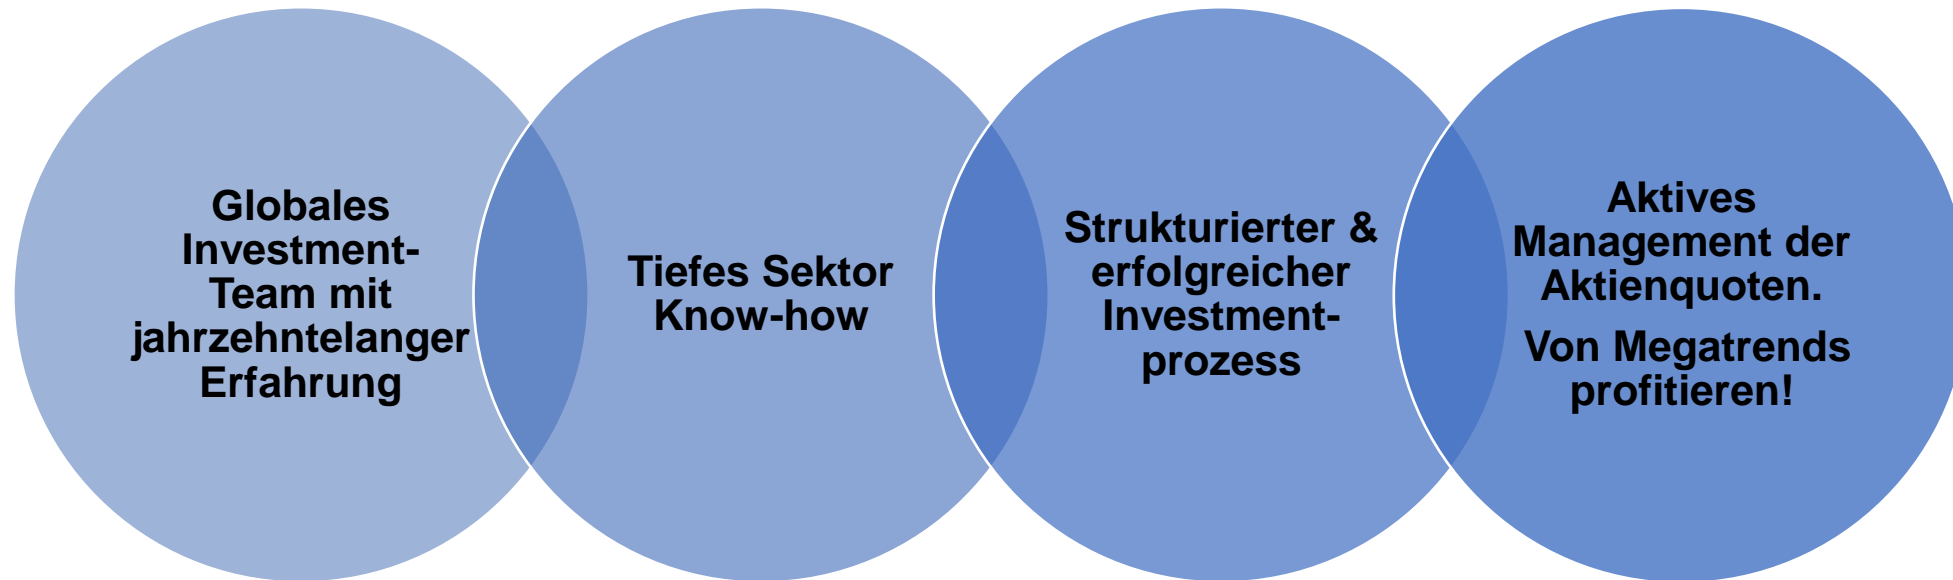 Globales
Investment-
Team mit
jahrzehntelanger
Erfahrung
Tiefes Sektor
Know-how
Strukturierter &
erfolgreicher
Investment-
prozess
Aktives
Management der
Aktienquoten.
Von Megatrends
profitieren!